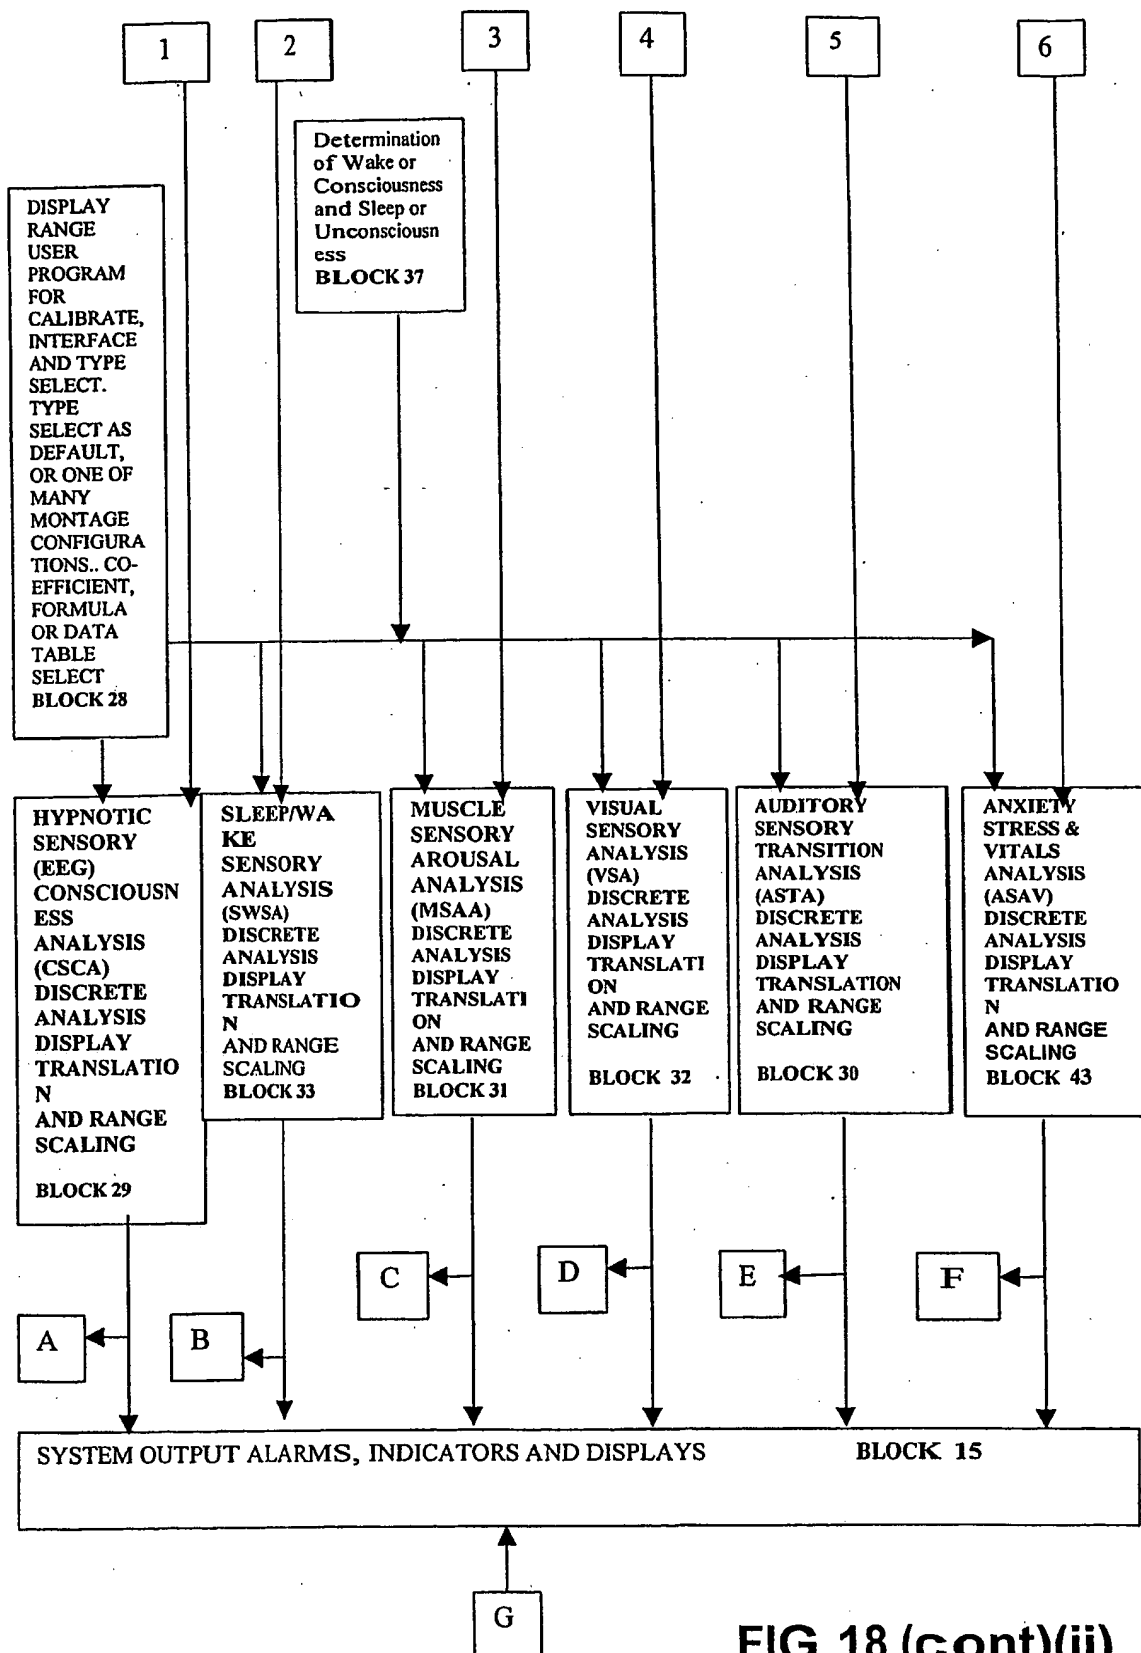 1
2
3
4
5
6
Determination
of Wake or
Consciousness
and Sleep or
Unconsciousn
ess
BLOCK 37
DISPLAY
RANGE
USER
PROGRAM
FOR
CALIBRATE,
INTERFACE
AND TYPE
SELECT.
TYPE
SELECT AS
DEFAULT,
OR ONE OF
MANY
MONTAGE
CONFIGURA
TIONS.. CO-
EFFICIENT,
FORMULA
OR DATA
TABLE
SELECT
BLOCK 28
HYPNOTIC
SENSORY
(EEG)
CONSCIOUSN
ESS
ANALYSIS
(CSCA)
DISCRETE
ANALYSIS
DISPLAY
TRANSLATIO
N
AND RANGE
SCALING
BLOCK 29
SLEEP/WA
KE
SENSORY
ANALYSIS
(SWSA)
DISCRETE
ANALYSIS
DISPLAY
TRANSLATIO
N
AND RANGE
SCALING
BLOCK 33
MUSCLE
SENSORY
AROUSAL
ANALYSIS
(MSAA)
DISCRETE
ANALYSIS
DISPLAY
TRANSLATI
ON
AND RANGE
SCALING
BLOCK 31
VISUAL
SENSORY
ANALYSIS
(VSA)
DISCRETE
ANALYSIS
DISPLAY
TRANSLATI
ON
AND RANGE
SCALING
BLOCK 32
AUDITORY
SENSORY
TRANSITION
ANALYSIS
(ASTA)
DISCRETE
ANALYSIS
DISPLAY
TRANSLATION
AND RANGE
SCALING
BLOCK 30
ANXIETY
STRESS &
VITALS
ANALYSIS
(ASAV)
DISCRETE
ANALYSIS
DISPLAY
TRANSLATIO
N
AND RANGE
SCALING
BLOCK 43
A
B
C
D
E
F
SYSTEM OUTPUT ALARMS, INDICATORS AND DISPLAYS BLOCK 15
G
FIG 18 (cont)(ii)